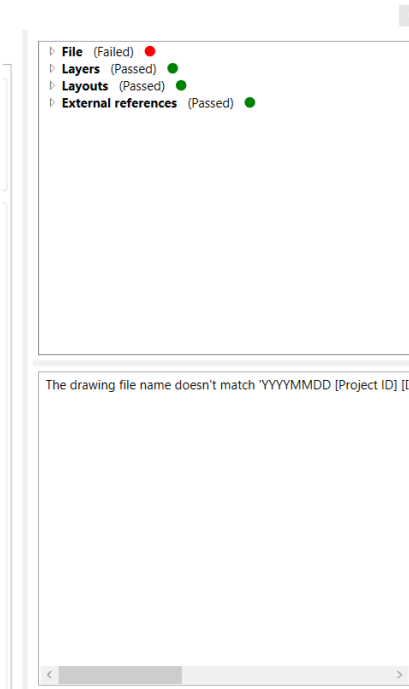 File (Failed)
Layers (Passed)
Layouts (Passed)
External references (Passed)
The drawing file name doesn't match 'YYYYMMDD [Project ID] [